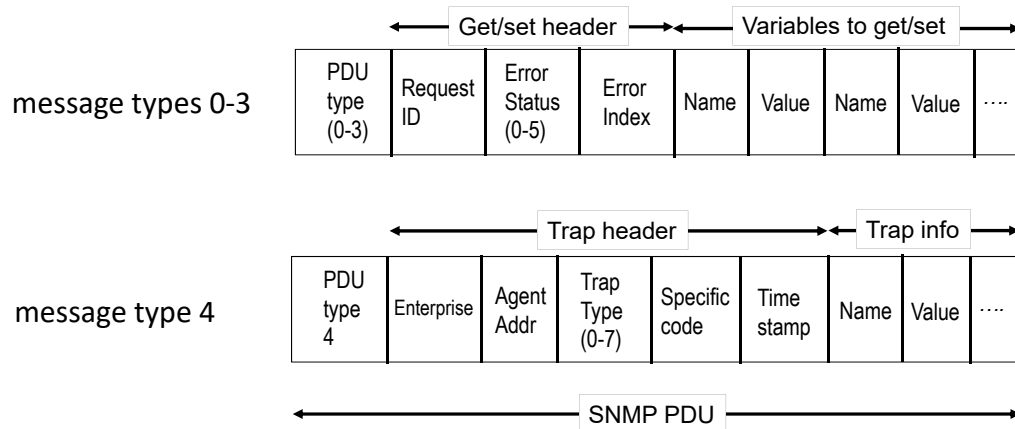 Get/set header
Variables to get/set
message types 0-3
PDU
type
(0-3)
Request
ID
Error
Status
(0-5)
Error
Index
Name
Value
Name
Value
....
Trap header
Trap info
message type 4
PDU
type
4
Enterprise
Agent
Addr
Trap
Type
(0-7)
Specific
code
Time
stamp
Name
Value
....
SNMP PDU